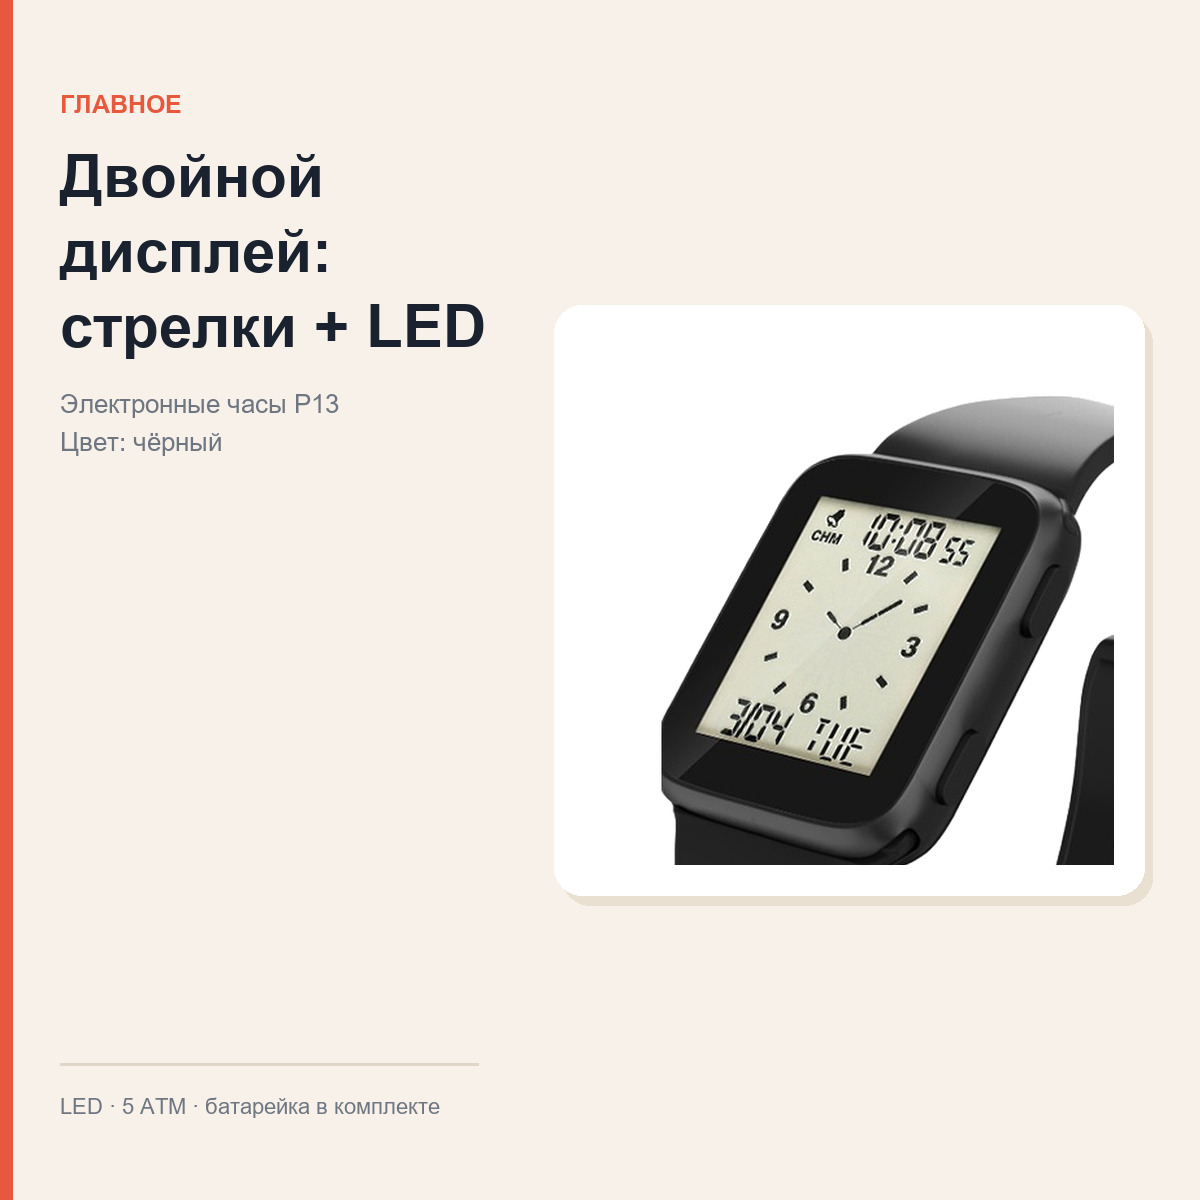 ГЛАВНОЕ
Двойной
дисплей:
стрелки + LED
Электронные часы P13
Цвет: чёрный
10:08 55
CHM
12
9
3
6
3/04 TUE
LED · 5 ATM · батарейка в комплекте